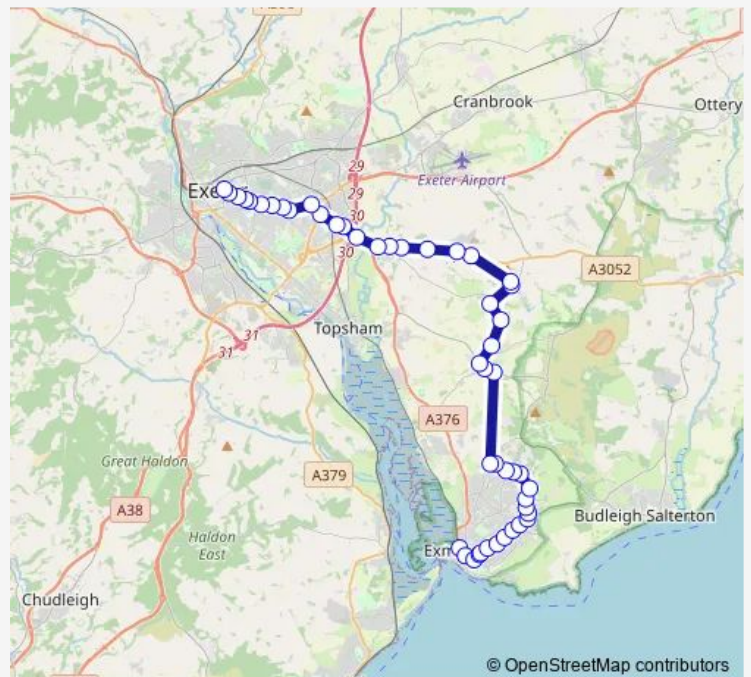 Cranbrook
Ottery
29
Exeter Airport
29
30
30
A3052
Topsham
31
31
A376
Great Haldon
A379
A38
Haldon
East
Budleigh Salterton
Chudleigh
© OpenStreetMap contributors